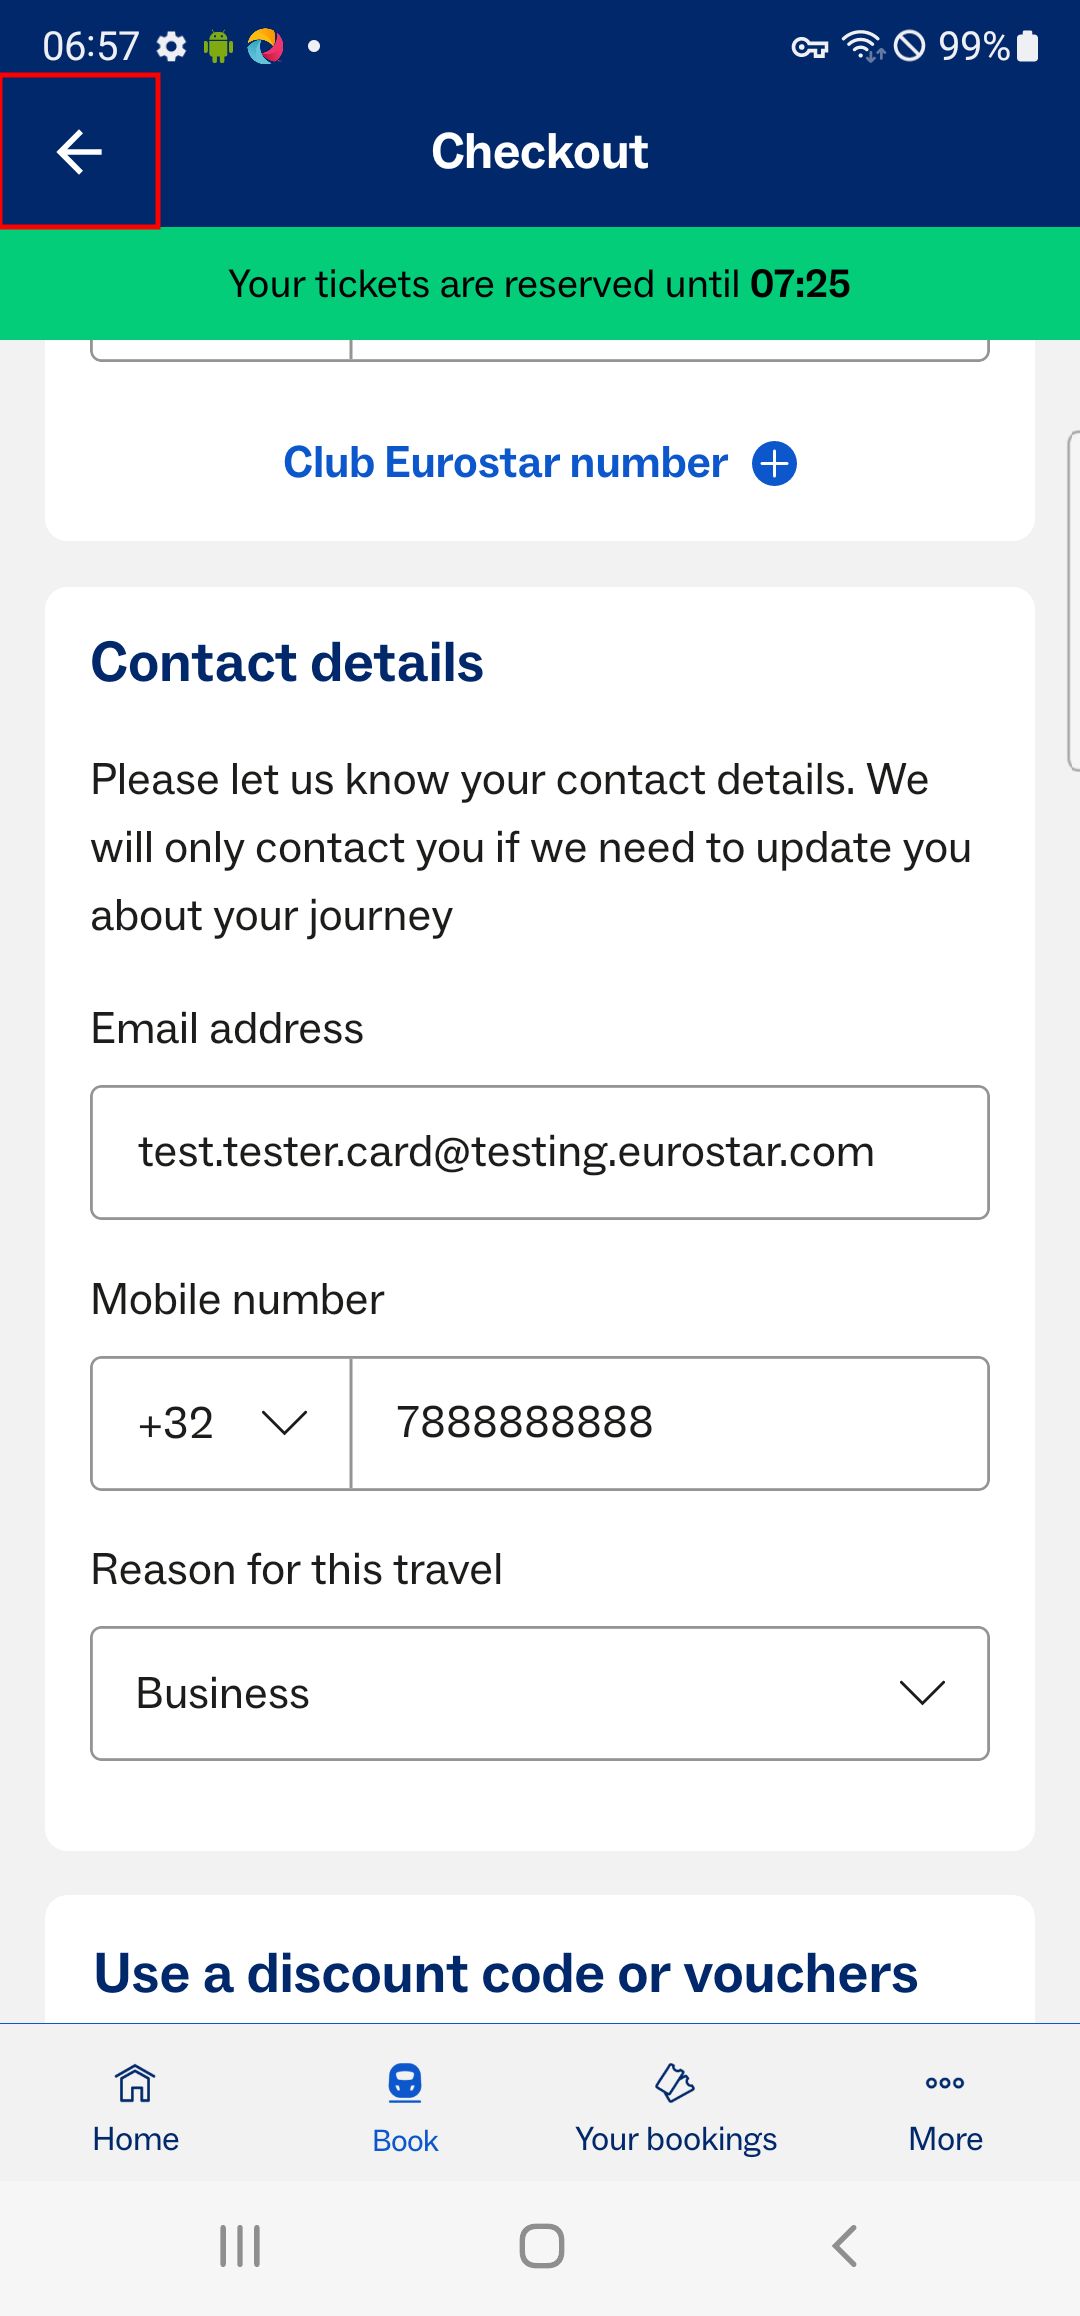 06:57
99%
Checkout
Your tickets are reserved until 07:25
Club Eurostar number
Contact details
Please let us know your contact details. We
will only contact you if we need to update you
about your journey
Email address
test.tester.card@testing.eurostar.com
Mobile number
+32 7888888888
Reason for this travel
Business
Use a discount code or vouchers
Home
Book
Your bookings
More